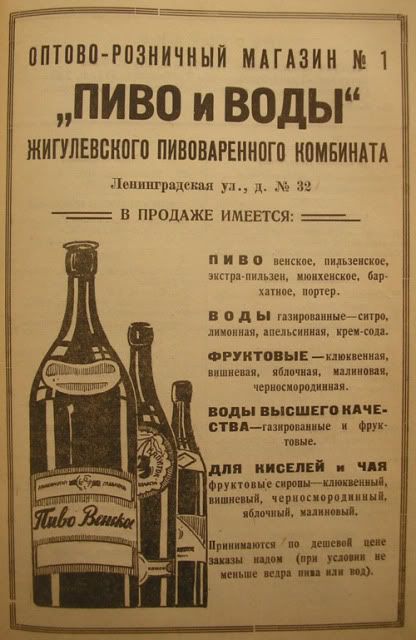 ОПТОВО-РОЗНИЧНЫЙ МАГАЗИН № 1
„ПИВО и ВОДЫ“
ЖИГУЛЕВСКОГО ПИВОВАРЕННОГО КОМБИНАТА
Ленинградская ул., д. № 32
В ПРОДАЖЕ ИМЕЕТСЯ:
ПИВО венское, пильзенское,
экстра-пильзен, мюнхенское, бар-
хатное, портер.
ВОДЫ газированные—ситро,
лимонная, апельсинная, крем-сода.
ФРУКТОВЫЕ—клюквенная,
вишневая, яблочная, малиновая,
черносмородинная.
ВОДЫ ВЫСШЕГО КАЧЕ-
СТВА—газированные и фрук-
товые.
ДЛЯ КИСЕЛЕЙ и ЧАЯ
фруктовые сиропы—клюквенный,
вишневый, черносмородинный,
яблочный, малиновый.
Принимаются по дешевой цене
заказы надом (при условии не
меньше ведра пива или вод).
Пиво Венское